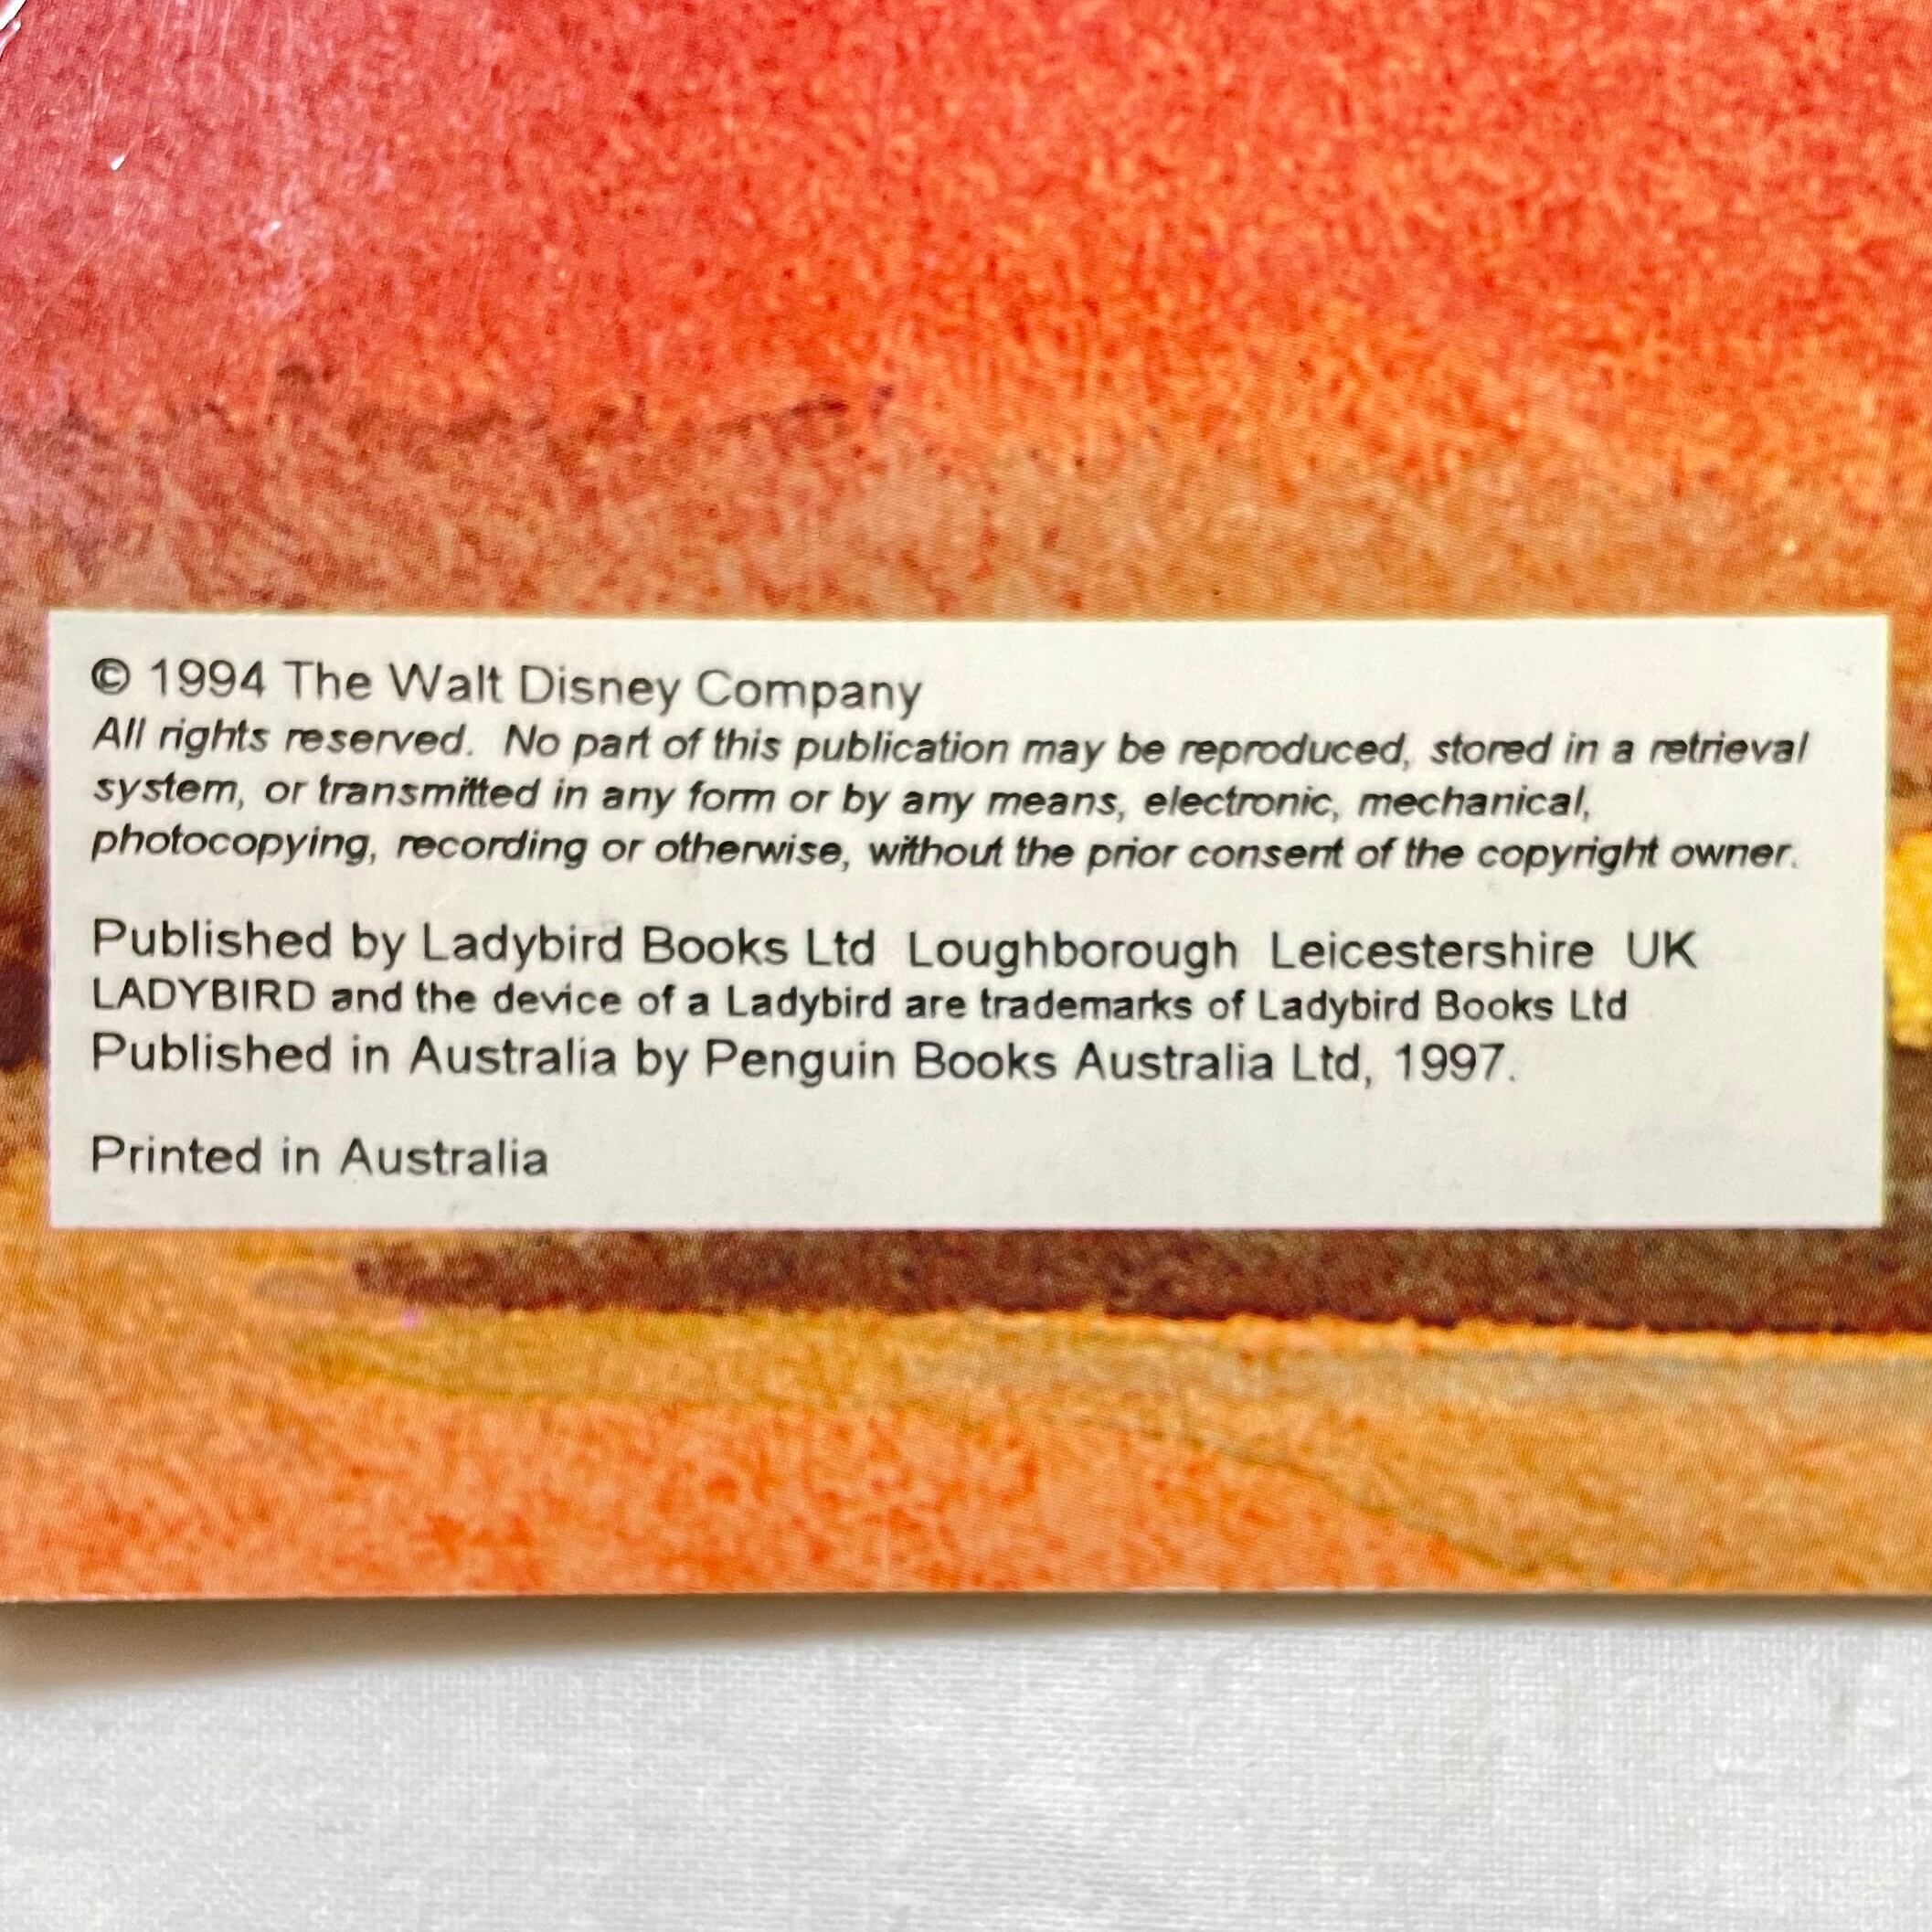 © 1994 The Walt Disney Company
All rights reserved. No part of this publication may be reproduced, stored in a retrieval
system, or transmitted in any form or by any means, electronic, mechanical,
photocopying, recording or otherwise, without the prior consent of the copyright owner.
Published by Ladybird Books Ltd Loughborough Leicestershire UK
LADYBIRD and the device of a Ladybird are trademarks of Ladybird Books Ltd
Published in Australia by Penguin Books Australia Ltd, 1997.
Printed in Australia